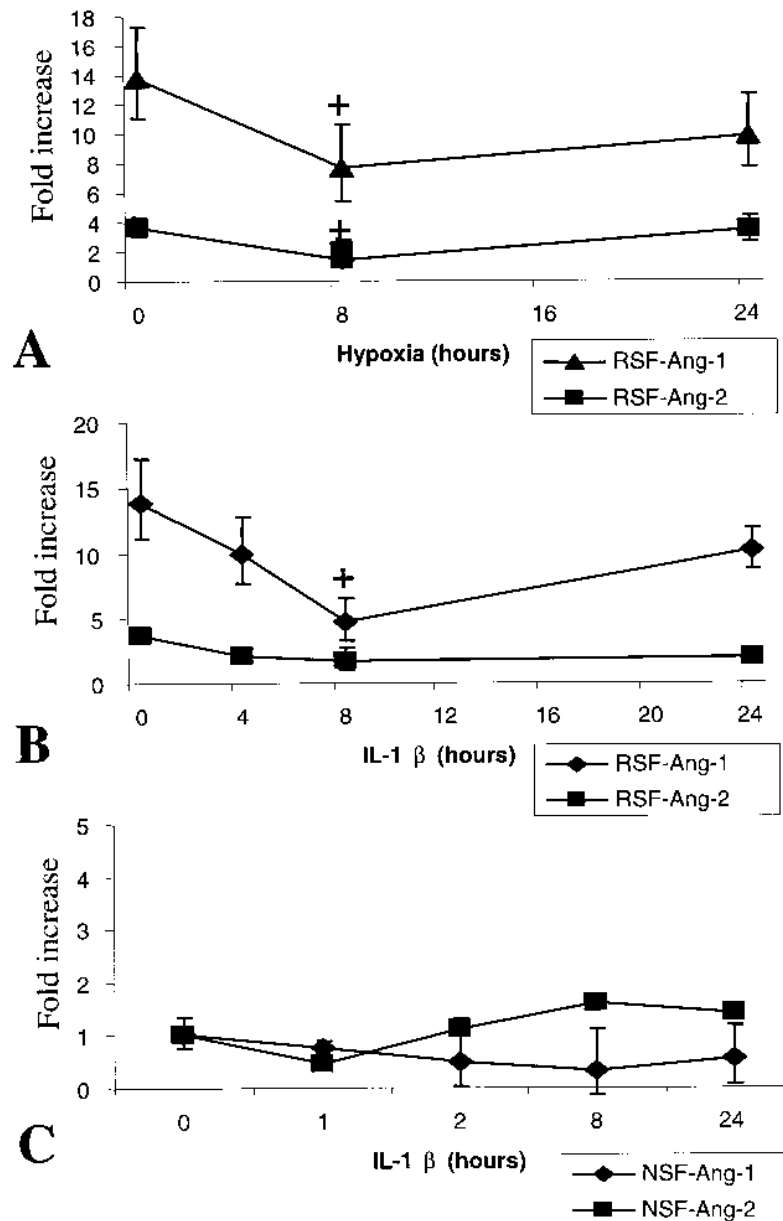 18
16
14
12
10
8
6
4
2
0
Fold increase
+
+
0 8 16 24
Hypoxia (hours)
A
RSF-Ang-1
RSF-Ang-2
20
15
10
5
0
Fold increase
+
0 4 8 12 16 20 24
IL-1 β (hours)
B
RSF-Ang-1
RSF-Ang-2
5
4
3
2
1
0
Fold increase
0 1 2 8 24
IL-1 β (hours)
C
NSF-Ang-1
NSF-Ang-2